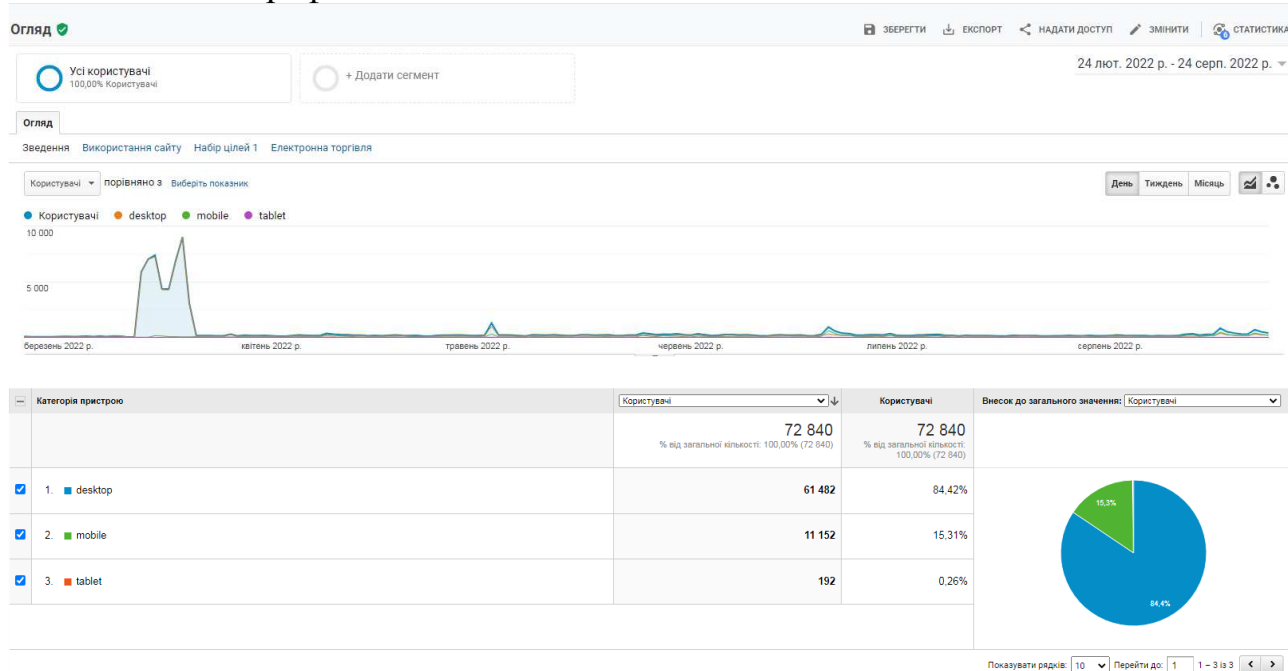 Огляд
ЗБЕРЕГТИ ЕКСПОРТ НАДАТИ ДОСТУП ЗМІНИТИ СТАТИСТИКА
Усі користувачі
100,00% Користувачі
+ Додати сегмент
24 лют. 2022 р. - 24 серп. 2022 р.
Огляд
Зведення Використання сайту Набір цілей 1 Електронна торгівля
Користувачі порівняно з Виберіть показник
День Тиждень Місяць
Користувачі desktop mobile tablet
10 000
5 000
березень 2022 р. квітень 2022 р. травень 2022 р. червень 2022 р. липень 2022 р. серпень 2022 р.
Категорія пристрою Користувачі Користувачі Внесок до загального значення: Користувачі
72 840 72 840
% від загальної кількості: 100,00% (72 840) % від загальної кількості:
100,00% (72 840)
1. desktop 61 482 84,42%
2. mobile 11 152 15,31%
3. tablet 192 0,26%
15,3%
84,4%
Показувати рядків: 10 Перейти до: 1 1 – 3 із 3